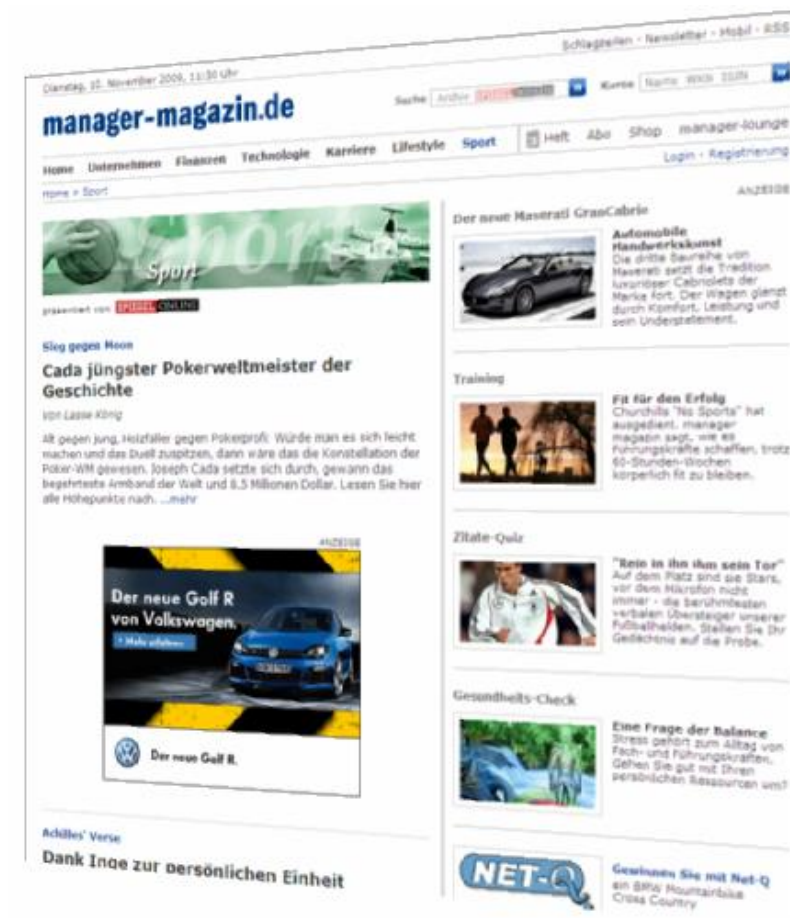 Schlagzeilen - Newsletter - Mobil - RSS
Dienstag, 10. November 2009, 11:30 Uhr
manager-magazin.de
Suche Archiv SPIEGEL ONLINE
Kurse Name WKN ISIN
Home Unternehmen Finanzen Technologie Karriere Lifestyle Sport Heft Abo Shop manager-lounge
Home > Sport
Login - Registrierung
Sport
Sport
präsentiert von SPIEGEL ONLINE
Sieg gegen Moon
Cada jüngster Pokerweltmeister der
Geschichte
Von Lasse König
Alt gegen jung, Holzfäller gegen Pokerprofi: Würde man es sich leicht
machen und das Duell zuspitzen, dann wäre das die Konstellation der
Poker-WM gewesen. Joseph Cada setzte sich durch, gewann das
begehrteste Armband der Welt und 8.5 Millionen Dollar. Lesen Sie hier
alle Höhepunkte nach. ...mehr
ANZEIGE
Der neue Golf R
von Volkswagen.
Mehr erfahren
Der neue Golf R.
Achilles' Verse
Dank Inge zur persönlichen Einheit
ANZEIGE
Der neue Maserati GranCabrio
Automobile
Handwerkskunst
Die dritte Baureihe von
Maserati setzt die Tradition
luxuriöser Cabriolets der
Marke fort. Der Wagen glänzt
durch Komfort, Leistung und
sein Understatement.
Training
Fit für den Erfolg
Churchills "No Sports" hat
ausgedient. manager
magazin sagt, wie es
Führungskräfte schaffen, trotz
60-Stunden-Wochen
körperlich fit zu bleiben.
Zitate-Quiz
"Rein in ihn ihm sein Tor"
Auf dem Platz sind sie Stars,
vor dem Mikrofon nicht
immer - die berühmtesten
verbalen Übersteiger unserer
Fußballhelden. Stellen Sie Ihr
Gedächtnis auf die Probe.
Gesundheits-Check
Eine Frage der Balance
Stress gehört zum Alltag von
Fach- und Führungskräften.
Gehen Sie gut mit Ihren
persönlichen Ressourcen um?
NET-Q
Gewinnen Sie mit Net-Q
ein BMW Mountainbike
Cross Country